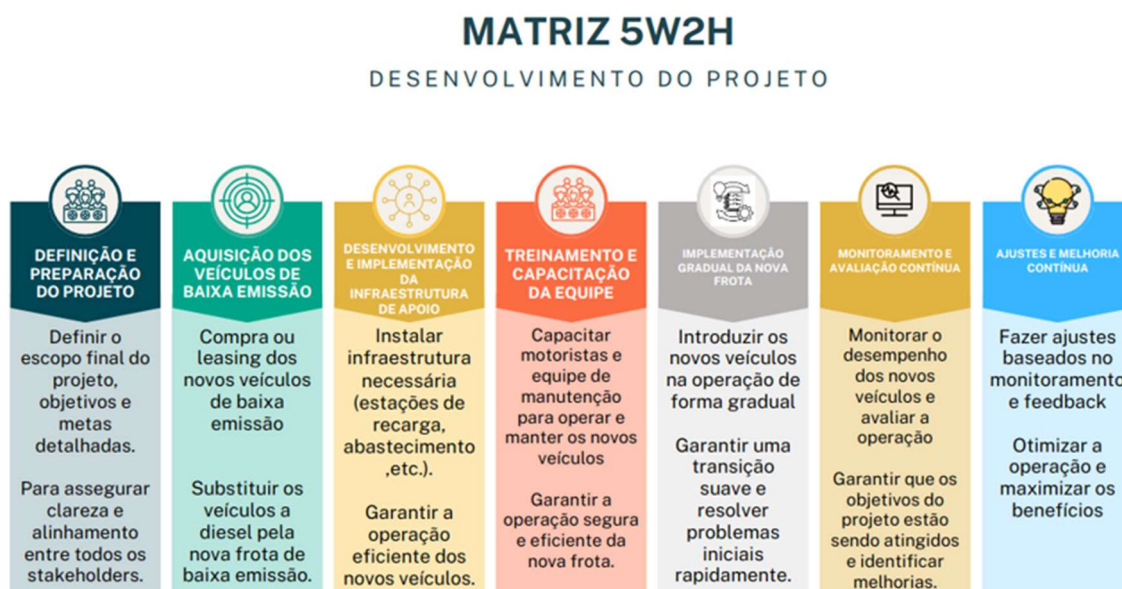 MATRIZ 5W2H
DESENVOLVIMENTO DO PROJETO
DEFINIÇÃO E
PREPARAÇÃO
DO PROJETO
Definir o
escopo final do
projeto,
objetivos e
metas
detalhadas.
Para assegurar
clareza e
alinhamento
entre todos os
stakeholders.
AQUISIÇÃO DOS
VEÍCULOS DE
BAIXA EMISSÃO
Compra ou
leasing dos
novos veículos
de baixa
emissão
Substituir os
veículos a
diesel pela
nova frota de
baixa emissão.
DESENVOLVIMENTO
E IMPLEMENTAÇÃO
DA
INFRAESTRUTURA
DE APOIO
Instalar
infraestrutura
necessária
(estações de
recarga,
abastecimento
,etc.).
Garantir a
operação
eficiente dos
novos veículos.
TREINAMENTO E
CAPACITAÇÃO
DA EQUIPE
Capacitar
motoristas e
equipe de
manutenção
para operar e
manter os novos
veículos
Garantir a
operação segura
e eficiente da
nova frota.
IMPLEMENTAÇÃO
GRADUAL DA NOVA
FROTA
Introduzir os
novos veículos
na operação de
forma gradual
Garantir uma
transição
suave e
resolver
problemas
iniciais
rapidamente.
MONITORAMENTO E
AVALIAÇÃO CONTÍNUA
Monitorar o
desempenho
dos novos
veículos e
avaliar a
operação
Garantir que os
objetivos do
projeto estão
sendo atingidos
e identificar
melhorias.
AJUSTES E MELHORIA
CONTÍNUA
Fazer ajustes
baseados no
monitoramento
e feedback
Otimizar a
operação e
maximizar os
benefícios